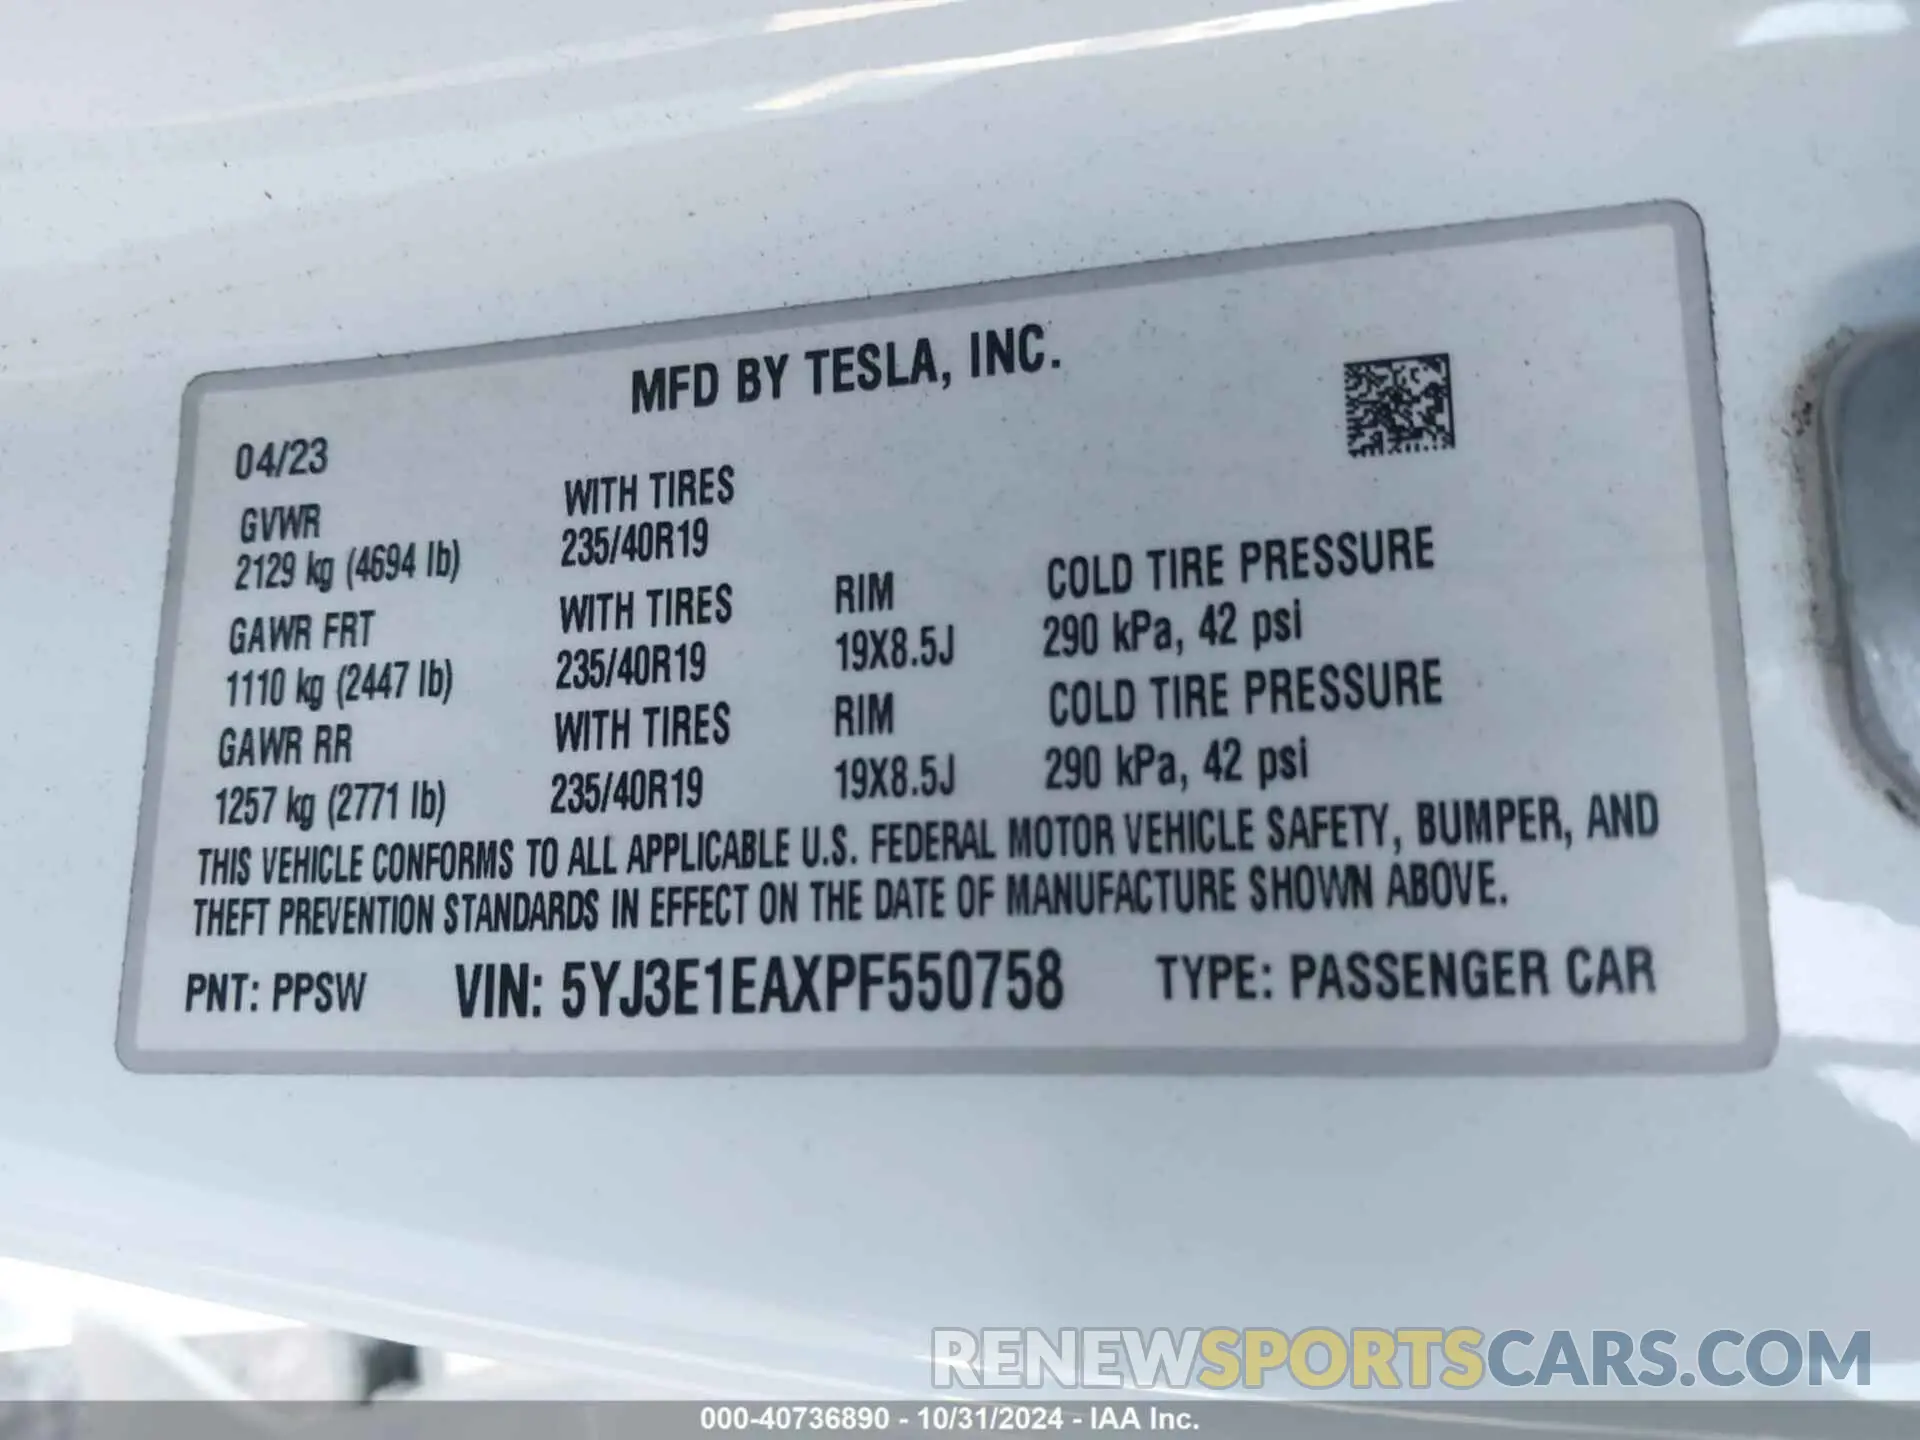 MFD BY TESLA, INC.
04/23
GVWR WITH TIRES
2129 kg (4694 lb) 235/40R19
GAWR FRT WITH TIRES RIM COLD TIRE PRESSURE
1110 kg (2447 lb) 235/40R19 19X8.5J 290 kPa, 42 psi
GAWR RR WITH TIRES RIM COLD TIRE PRESSURE
1257 kg (2771 lb) 235/40R19 19X8.5J 290 kPa, 42 psi
THIS VEHICLE CONFORMS TO ALL APPLICABLE U.S. FEDERAL MOTOR VEHICLE SAFETY, BUMPER, AND
THEFT PREVENTION STANDARDS IN EFFECT ON THE DATE OF MANUFACTURE SHOWN ABOVE.
PNT: PPSW VIN: 5YJ3E1EAXPF550758 TYPE: PASSENGER CAR
RENEWSPORTSCARS.COM
000-40736890 - 10/31/2024 - IAA Inc.